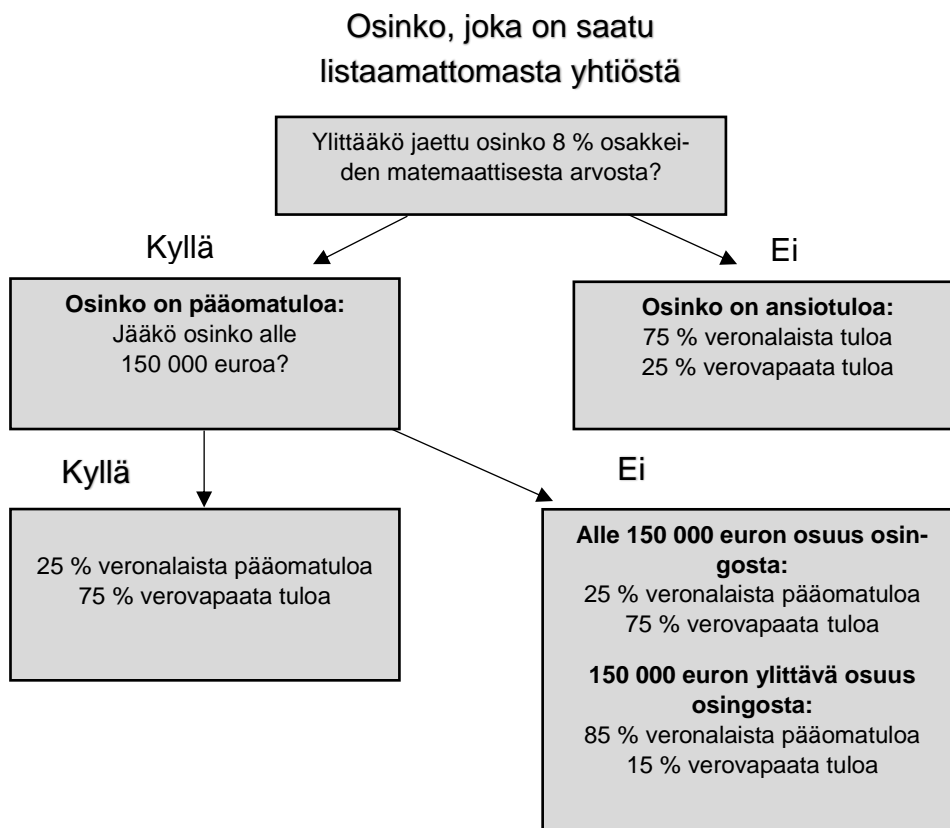 Osinko, joka on saatu
listaamattomasta yhtiöstä
Ylittääkö jaettu osinko 8 % osakkei-
den matemaattisesta arvosta?
Kyllä
Ei
Osinko on pääomatuloa:
Jääkö osinko alle
150 000 euroa?
Osinko on ansiotuloa:
75 % veronalaista tuloa
25 % verovapaata tuloa
Kyllä
Ei
25 % veronalaista pääomatuloa
75 % verovapaata tuloa
Alle 150 000 euron osuus osin-
gosta:
25 % veronalaista pääomatuloa
75 % verovapaata tuloa
150 000 euron ylittävä osuus
osingosta:
85 % veronalaista pääomatuloa
15 % verovapaata tuloa